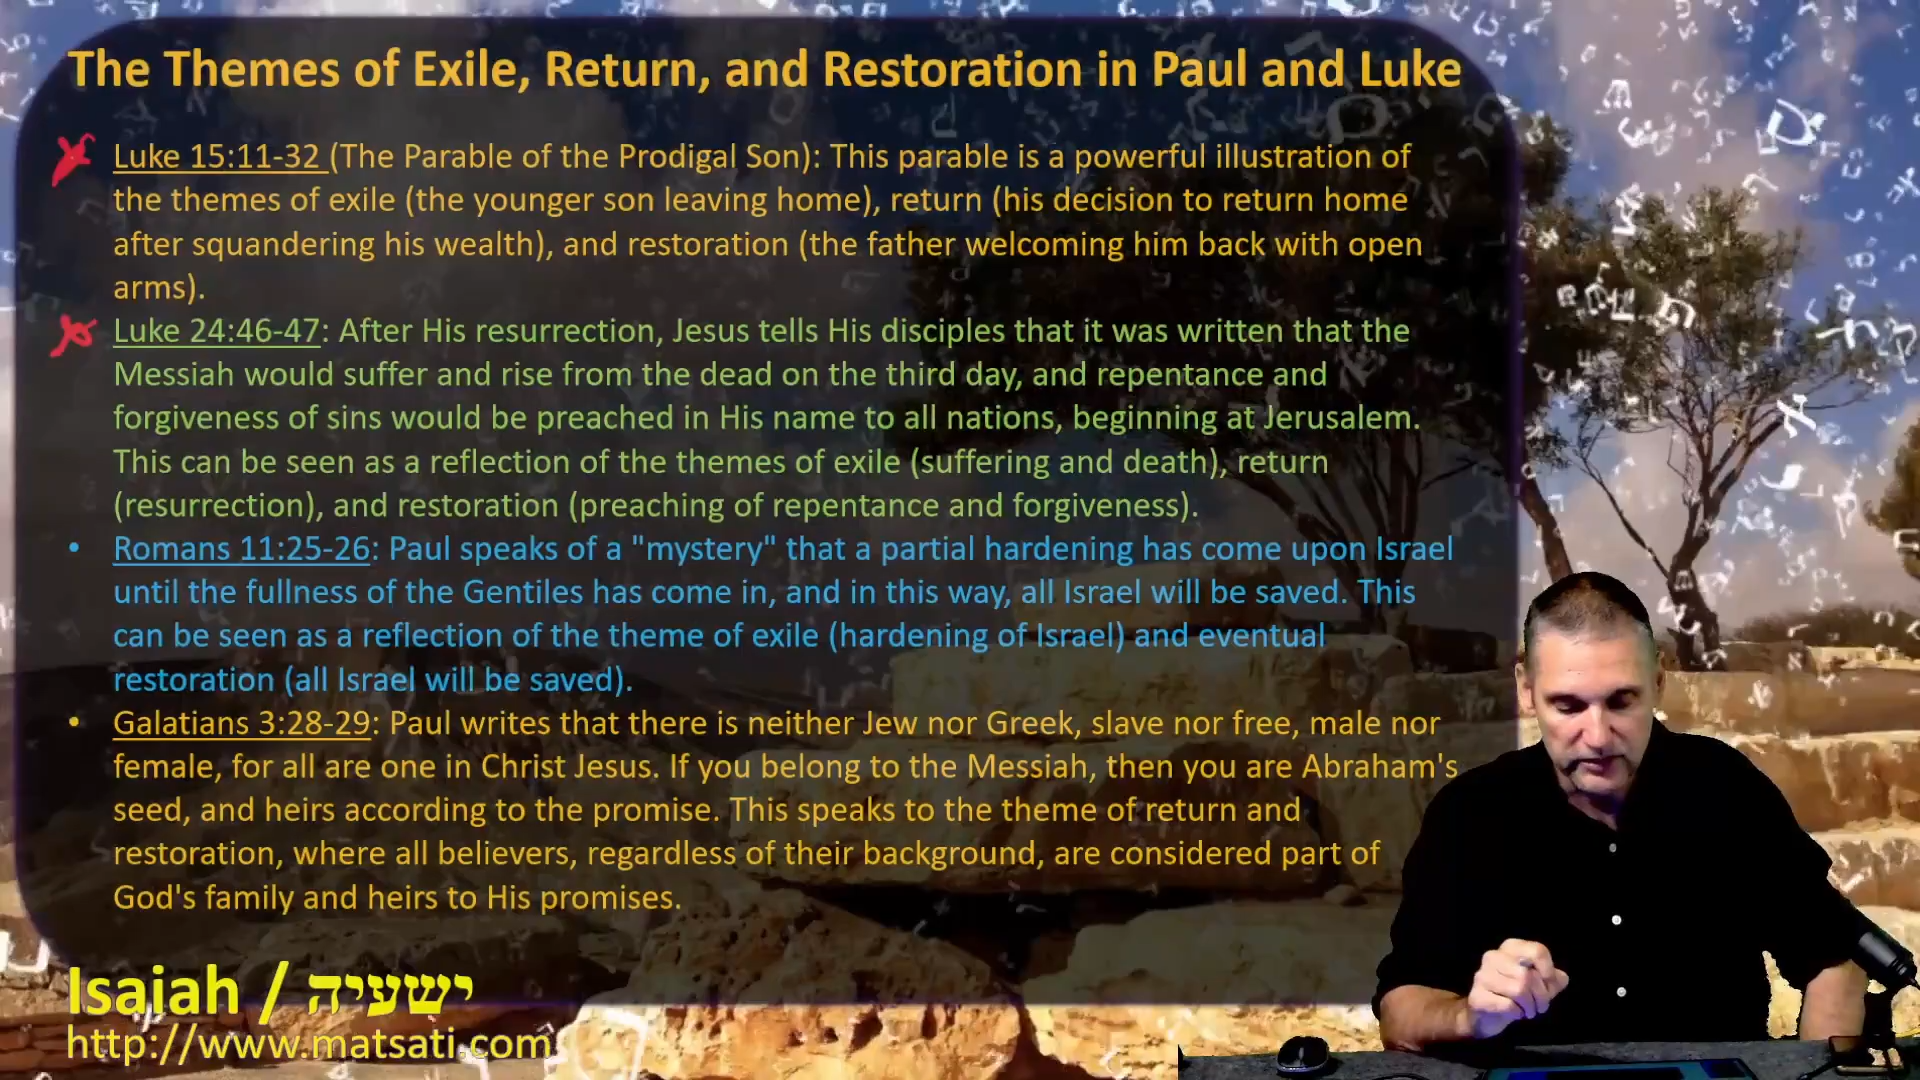 The Themes of Exile, Return, and Restoration in Paul and Luke
Luke 15:11-32 (The Parable of the Prodigal Son): This parable is a powerful illustration of
the themes of exile (the younger son leaving home), return (his decision to return home
after squandering his wealth), and restoration (the father welcoming him back with open
arms).
Luke 24:46-47: After His resurrection, Jesus tells His disciples that it was written that the
Messiah would suffer and rise from the dead on the third day, and repentance and
forgiveness of sins would be preached in His name to all nations, beginning at Jerusalem.
This can be seen as a reflection of the themes of exile (suffering and death), return
(resurrection), and restoration (preaching of repentance and forgiveness).
• Romans 11:25-26: Paul speaks of a "mystery" that a partial hardening has come upon Israel
until the fullness of the Gentiles has come in, and in this way, all Israel will be saved. This
can be seen as a reflection of the theme of exile (hardening of Israel) and eventual
restoration (all Israel will be saved).
• Galatians 3:28-29: Paul writes that there is neither Jew nor Greek, slave nor free, male nor
female, for all are one in Christ Jesus. If you belong to the Messiah, then you are Abraham's
seed, and heirs according to the promise. This speaks to the theme of return and
restoration, where all believers, regardless of their background, are considered part of
God's family and heirs to His promises.
Isaiah / ישעיה
http://www.matsati.com